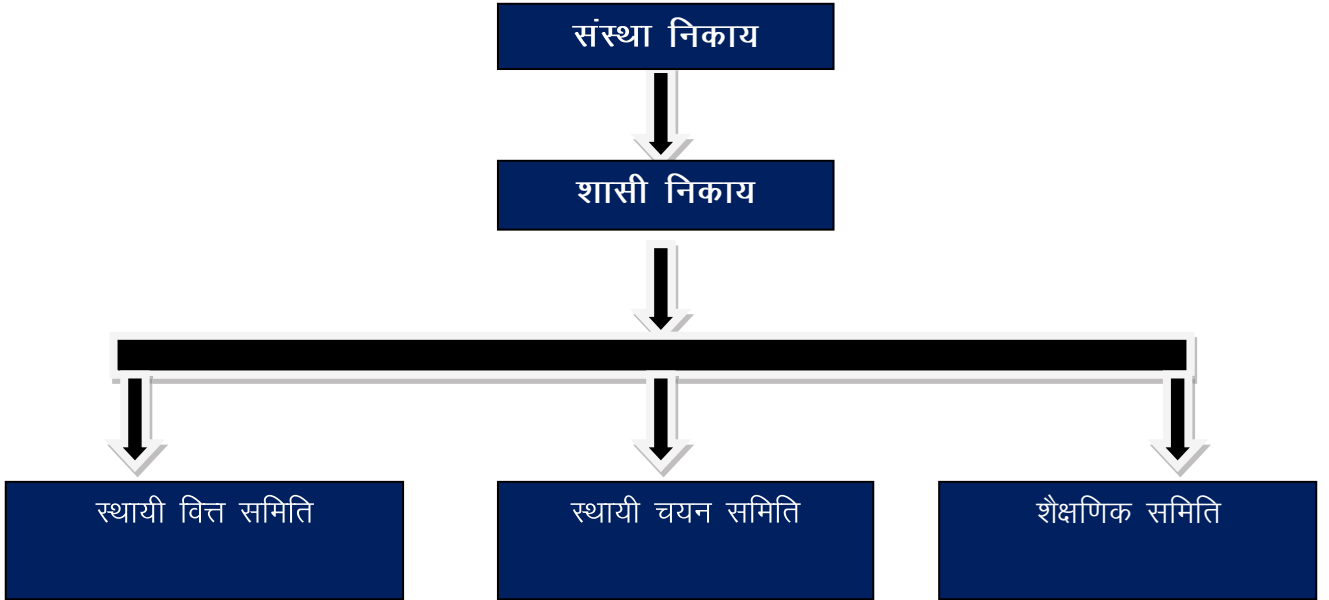 संस्था निकाय
शासी निकाय
स्थायी वित्त समिति
स्थायी चयन समिति
शैक्षणिक समिति